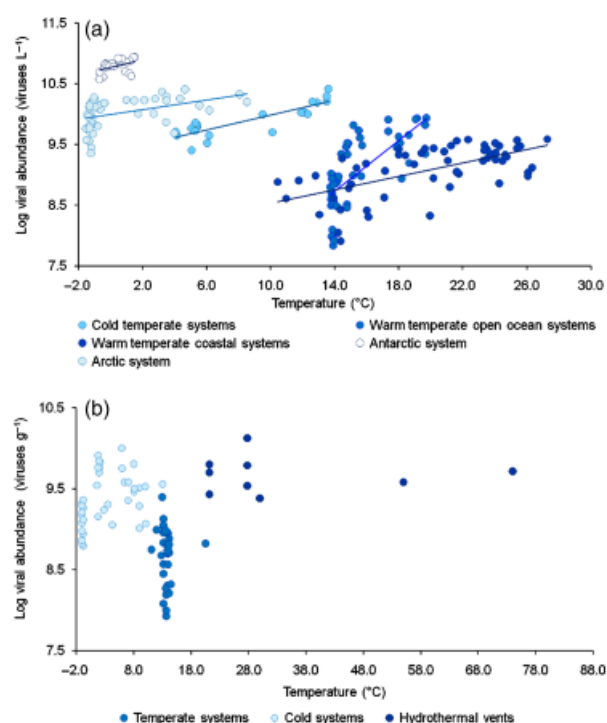 (a)
Log viral abundance (viruses L⁻¹)
11.5
10.5
9.5
8.5
7.5
−2.0 2.0 6.0 10.0 14.0 18.0 22.0 26.0 30.0
Temperature (°C)
Cold temperate systems Warm temperate open ocean systems
Warm temperate coastal systems Antarctic system
Arctic system
(b)
Log viral abundance (viruses g⁻¹)
10.5
9.5
8.5
7.5
-2.0 8.0 18.0 28.0 38.0 48.0 58.0 68.0 78.0 88.0
Temperature (°C)
Temperate systems Cold systems Hydrothermal vents